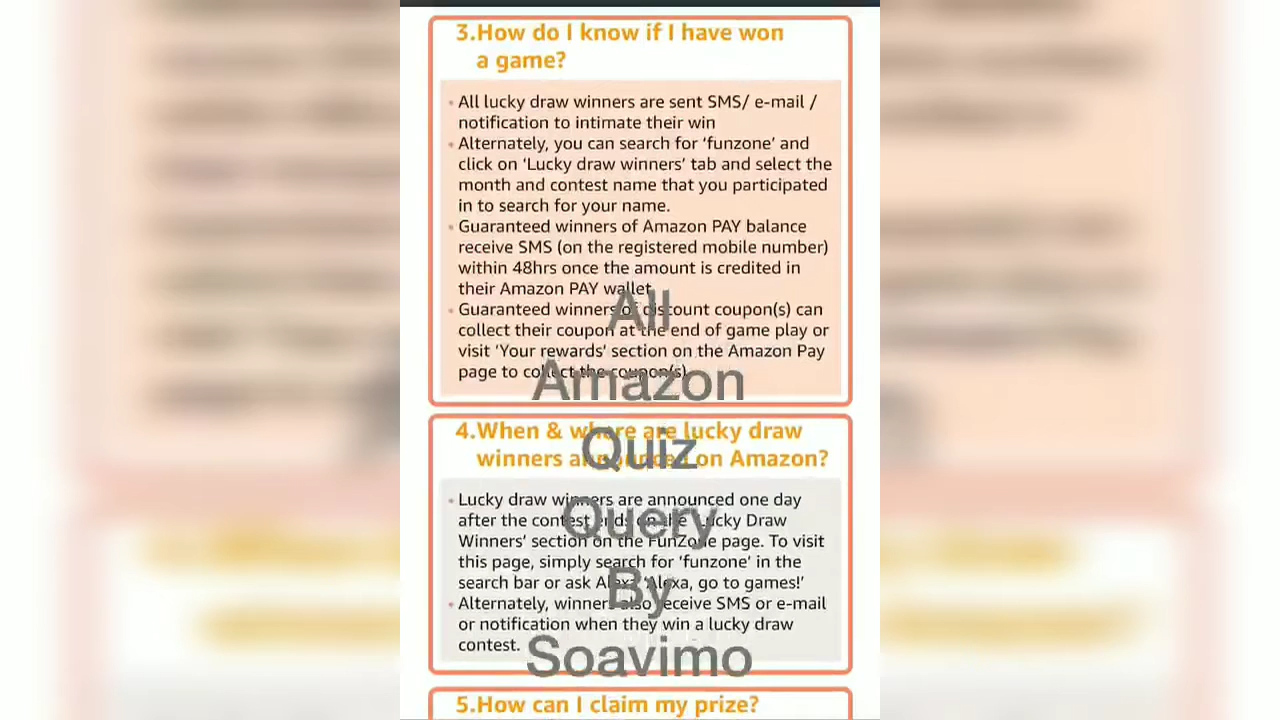 3.How do I know if I have won
a game?
• All lucky draw winners are sent SMS/ e-mail /
notification to intimate their win
• Alternately, you can search for ‘funzone’ and
click on ‘Lucky draw winners’ tab and select the
month and contest name that you participated
in to search for your name.
• Guaranteed winners of Amazon PAY balance
receive SMS (on the registered mobile number)
within 48hrs once the amount is credited in
their Amazon PAY wallet
• Guaranteed winners of discount coupon(s) can
collect their coupon at the end of game play or
visit ‘Your rewards’ section on the Amazon Pay
page to collect the coupon(s)
4.When & where are lucky draw
winners announced on Amazon?
• Lucky draw winners are announced one day
after the contest ends on the ‘Lucky Draw
Winners’ section on the FunZone page. To visit
this page, simply search for ‘funzone’ in the
search bar or ask Alexa ‘Alexa, go to games!’
• Alternately, winners also receive SMS or e-mail
or notification when they win a lucky draw
contest.
5.How can I claim my prize?
All
Amazon
Quiz
Query
By
Soavimo